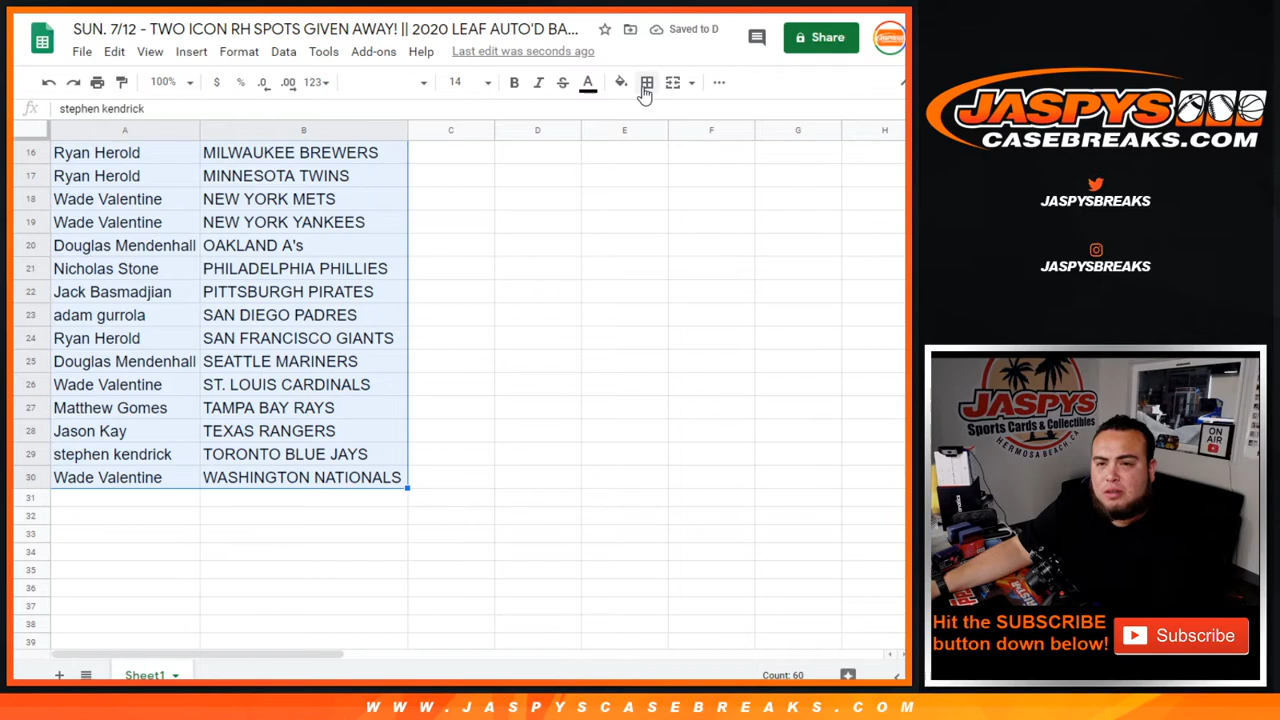 SUN. 7/12 - TWO ICON RH SPOTS GIVEN AWAY! || 2020 LEAF AUTO'D BA...
Saved to D
Share
File Edit View Insert Format Data Tools Add-ons Help Last edit was seconds ago
100% $ % .0 .00 123 14 B I S A
fx stephen kendrick
A B C D E F G H
16 Ryan Herold MILWAUKEE BREWERS
17 Ryan Herold MINNESOTA TWINS
18 Wade Valentine NEW YORK METS
19 Wade Valentine NEW YORK YANKEES
20 Douglas Mendenhall OAKLAND A's
21 Nicholas Stone PHILADELPHIA PHILLIES
22 Jack Basmadjian PITTSBURGH PIRATES
23 adam gurrola SAN DIEGO PADRES
24 Ryan Herold SAN FRANCISCO GIANTS
25 Douglas Mendenhall SEATTLE MARINERS
26 Wade Valentine ST. LOUIS CARDINALS
27 Matthew Gomes TAMPA BAY RAYS
28 Jason Kay TEXAS RANGERS
29 stephen kendrick TORONTO BLUE JAYS
30 Wade Valentine WASHINGTON NATIONALS
31
32
33
34
35
36
37
38
39
Sheet1
Count: 60
JASPYS
CASEBREAKS.COM
JASPYSBREAKS
JASPYSBREAKS
JASPYS
Sports Cards & Collectibles
HERMOSA BEACH, CA
ON AIR
Hit the SUBSCRIBE
button down below!
Subscribe
WWW.JASPYSCASEBREAKS.COM